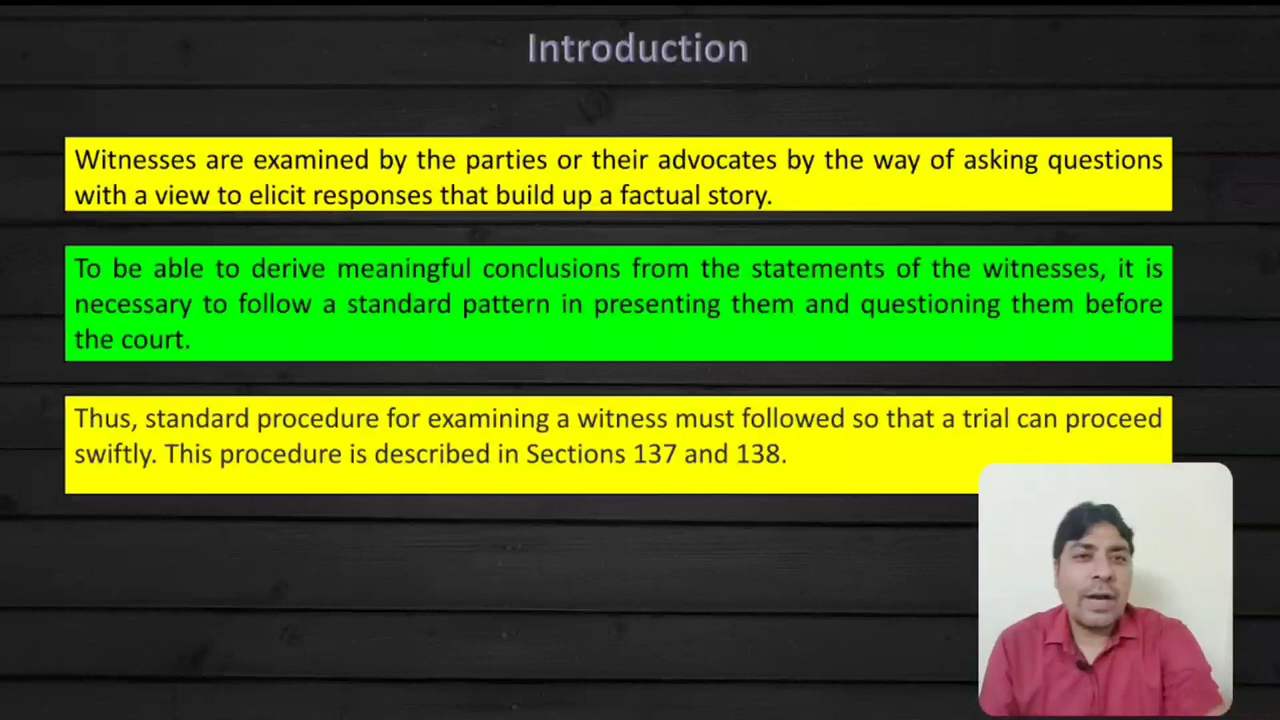 Introduction
Witnesses are examined by the parties or their advocates by the way of asking questions
with a view to elicit responses that build up a factual story.
To be able to derive meaningful conclusions from the statements of the witnesses, it is
necessary to follow a standard pattern in presenting them and questioning them before
the court.
Thus, standard procedure for examining a witness must followed so that a trial can proceed
swiftly. This procedure is described in Sections 137 and 138.